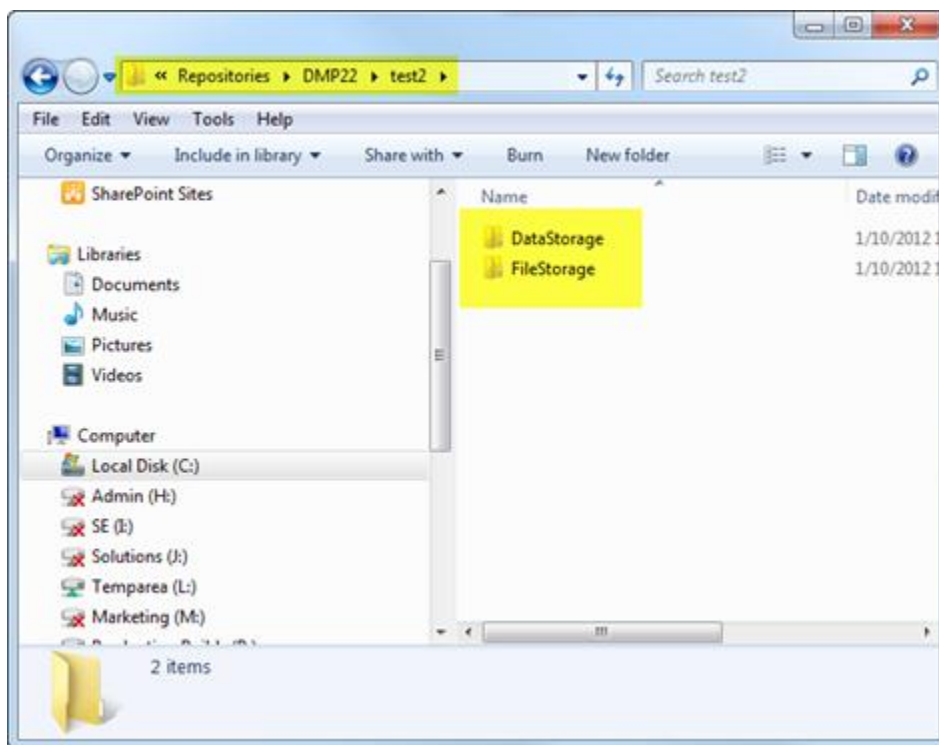 « Repositories ▸ DMP22 ▸ test2 ▸ Search test2
File Edit View Tools Help
Organize ▾ Include in library ▾ Share with ▾ Burn New folder
SharePoint Sites
Libraries
Documents
Music
Pictures
Videos
Computer
Local Disk (C:)
Admin (H:)
SE (I:)
Solutions (J:)
Temparea (L:)
Marketing (M:)
Name Date modif
DataStorage 1/10/2012 1
FileStorage 1/10/2012 1
2 items